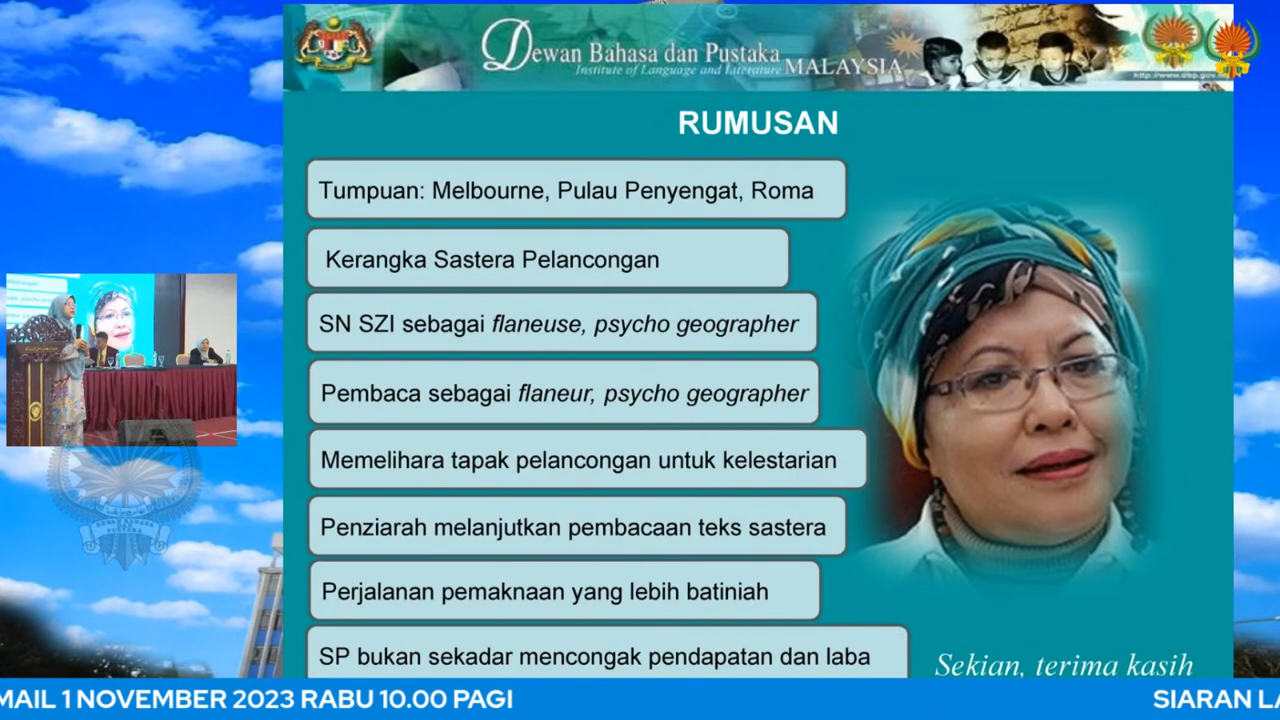 Dewan Bahasa dan Pustaka
Institute of Language and Literature MALAYSIA
RUMUSAN
Tumpuan: Melbourne, Pulau Penyengat, Roma
Kerangka Sastera Pelancongan
SN SZI sebagai flaneuse, psycho geographer
Pembaca sebagai flaneur, psycho geographer
Memelihara tapak pelancongan untuk kelestarian
Penziarah melanjutkan pembacaan teks sastera
Perjalanan pemaknaan yang lebih batiniah
SP bukan sekadar mencongak pendapatan dan laba
Sekian, terima kasih
DEWAN BAHASA
PUSTAKA
MAIL 1 NOVEMBER 2023 RABU 10.00 PAGI
SIARAN LA